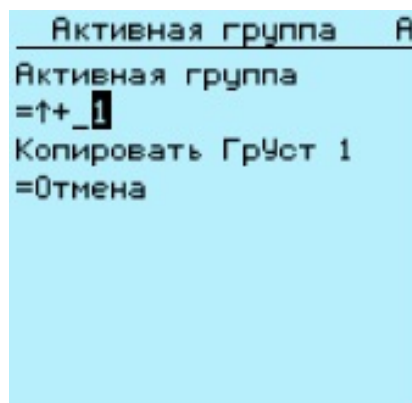 Активная группа А
Активная группа
=↑+_1
Копировать ГрУст 1
=Отмена